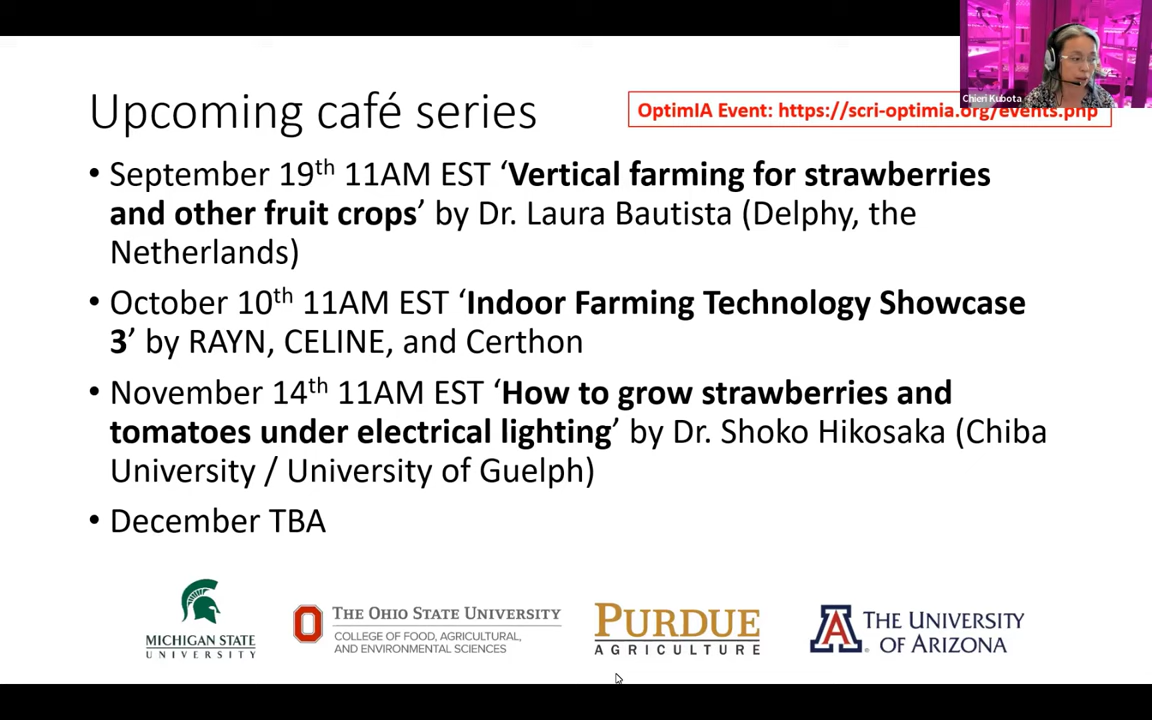 Chieri Kubota
Upcoming café series
OptimIA Event: https://scri-optimia.org/events.php
• September 19th 11AM EST ‘Vertical farming for strawberries
and other fruit crops’ by Dr. Laura Bautista (Delphy, the
Netherlands)
• October 10th 11AM EST ‘Indoor Farming Technology Showcase
3’ by RAYN, CELINE, and Certhon
• November 14th 11AM EST ‘How to grow strawberries and
tomatoes under electrical lighting’ by Dr. Shoko Hikosaka (Chiba
University / University of Guelph)
• December TBA
MICHIGAN STATE
UNIVERSITY
THE OHIO STATE UNIVERSITY
COLLEGE OF FOOD, AGRICULTURAL,
AND ENVIRONMENTAL SCIENCES
PURDUE
AGRICULTURE
A
THE UNIVERSITY
OF ARIZONA